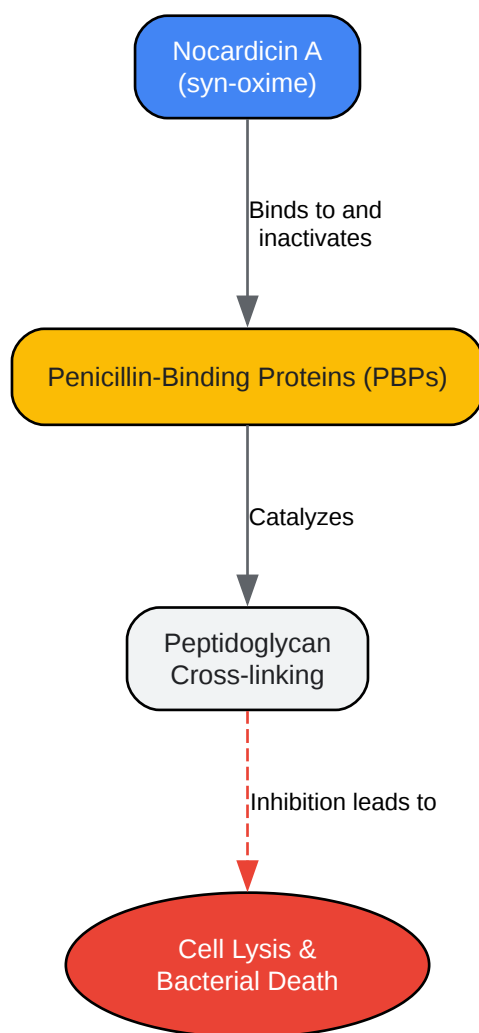 Nocardicin A
(syn-oxime)
Binds to and
inactivates
Penicillin-Binding Proteins (PBPs)
Catalyzes
Peptidoglycan
Cross-linking
Inhibition leads to
Cell Lysis &
Bacterial Death